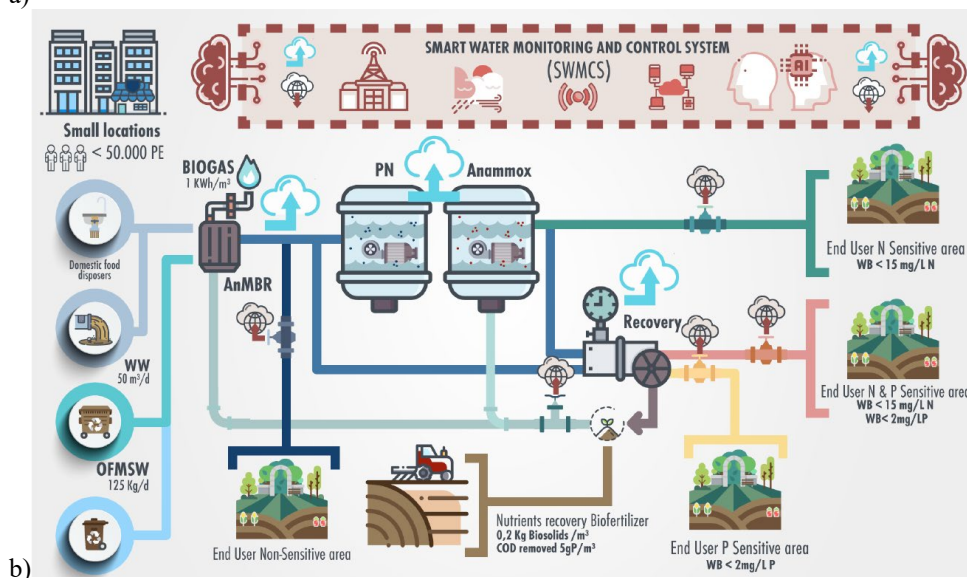 a)
SMART WATER MONITORING AND CONTROL SYSTEM
(SWMCS)
AI
Small locations
< 50.000 PE
BIOGAS
1 KWh/m³
PN
Anammox
Domestic food
disposers
AnMBR
Recovery
WW
50 m³/d
OFMSW
125 Kg/d
End User N Sensitive area
WB < 15 mg/L N
End User N & P Sensitive area
WB < 15 mg/L N
WB< 2mg/LP
End User Non-Sensitive area
Nutrients recovery Biofertilizer
0,2 Kg Biosolids /m³
COD removed 5gP/m³
End User P Sensitive area
WB < 2mg/L P
b)